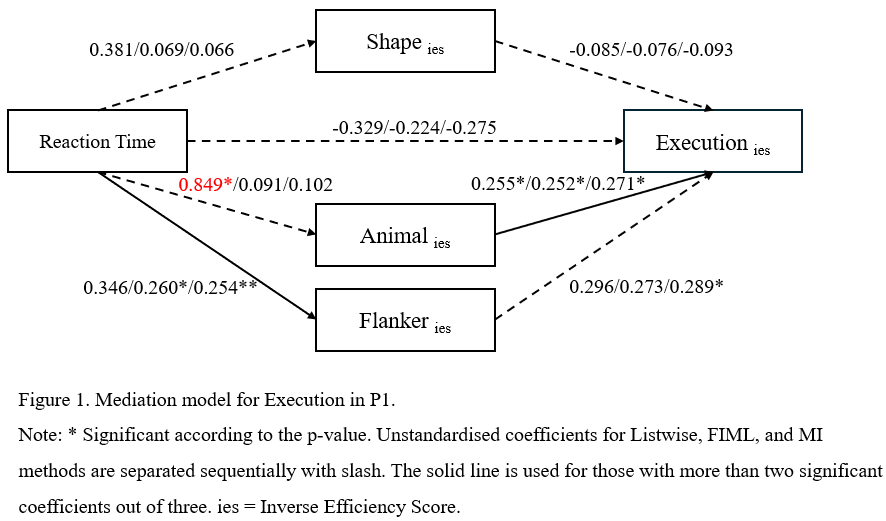 0.381/0.069/0.066
Shape ies
-0.085/-0.076/-0.093
Reaction Time
-0.329/-0.224/-0.275
Execution ies
0.849*/0.091/0.102
0.255*/0.252*/0.271*
Animal ies
0.346/0.260*/0.254**
0.296/0.273/0.289*
Flanker ies
Figure 1. Mediation model for Execution in P1.
Note: * Significant according to the p-value. Unstandardised coefficients for Listwise, FIML, and MI
methods are separated sequentially with slash. The solid line is used for those with more than two significant
coefficients out of three. ies = Inverse Efficiency Score.